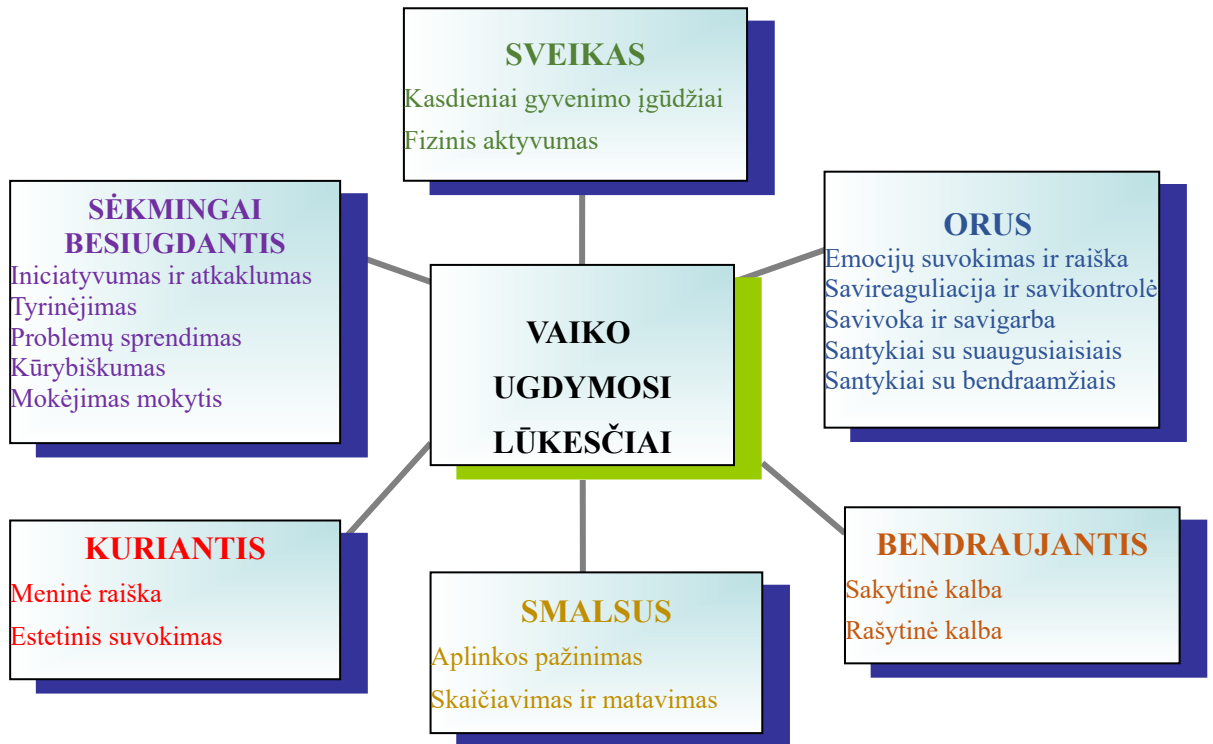 SVEIKAS
Kasdieniai gyvenimo įgūdžiai
Fizinis aktyvumas
SĖKMINGAI
BESIUGDANTIS
Iniciatyvumas ir atkaklumas
Tyrinėjimas
Problemų sprendimas
Kūrybiškumas
Mokėjimas mokytis
ORUS
Emocijų suvokimas ir raiška
Savireaguliacija ir savikontrolė
Savivoka ir savigarba
Santykiai su suaugusiaisiais
Santykiai su bendraamžiais
VAIKO
UGDYMOSI
LŪKESČIAI
KURIANTIS
Meninė raiška
Estetinis suvokimas
SMALSUS
Aplinkos pažinimas
Skaičiavimas ir matavimas
BENDRAUJANTIS
Sakytinė kalba
Rašytinė kalba